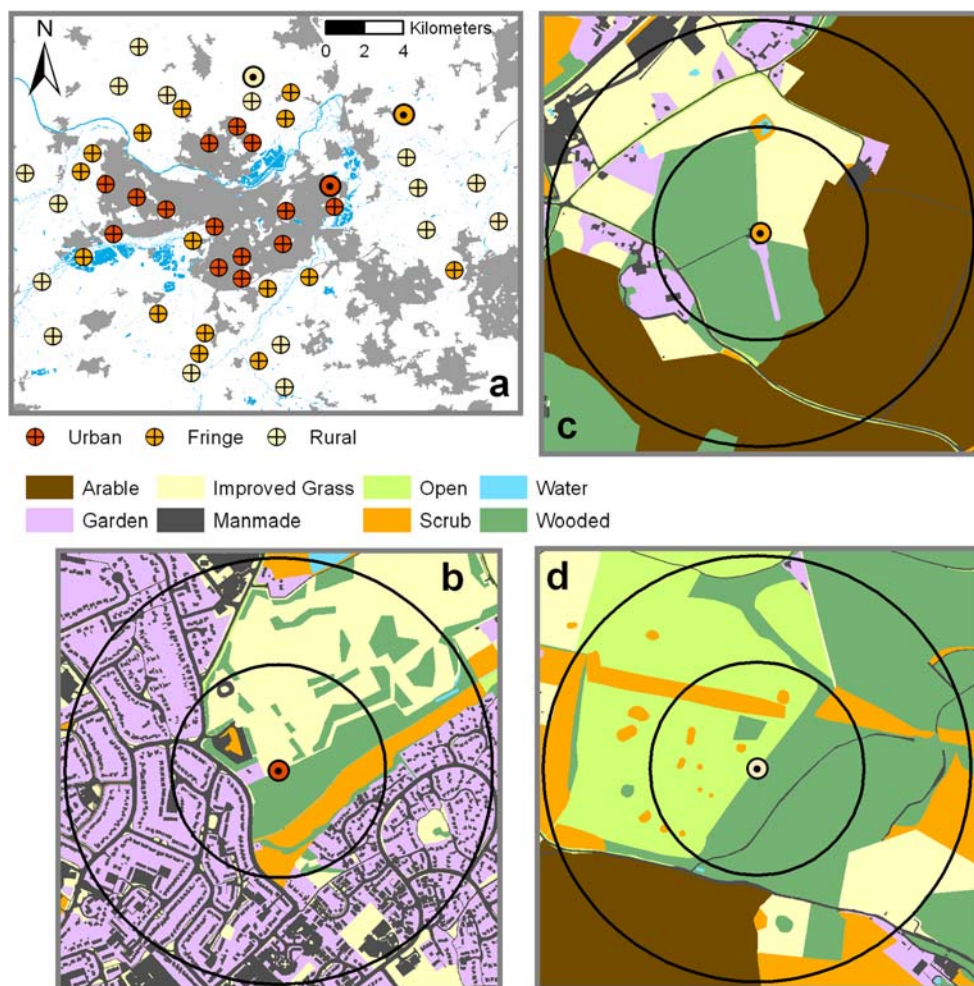 N
Kilometers
0 2 4
a
c
Urban Fringe Rural
Arable Improved Grass Open Water
Garden Manmade Scrub Wooded
b
d